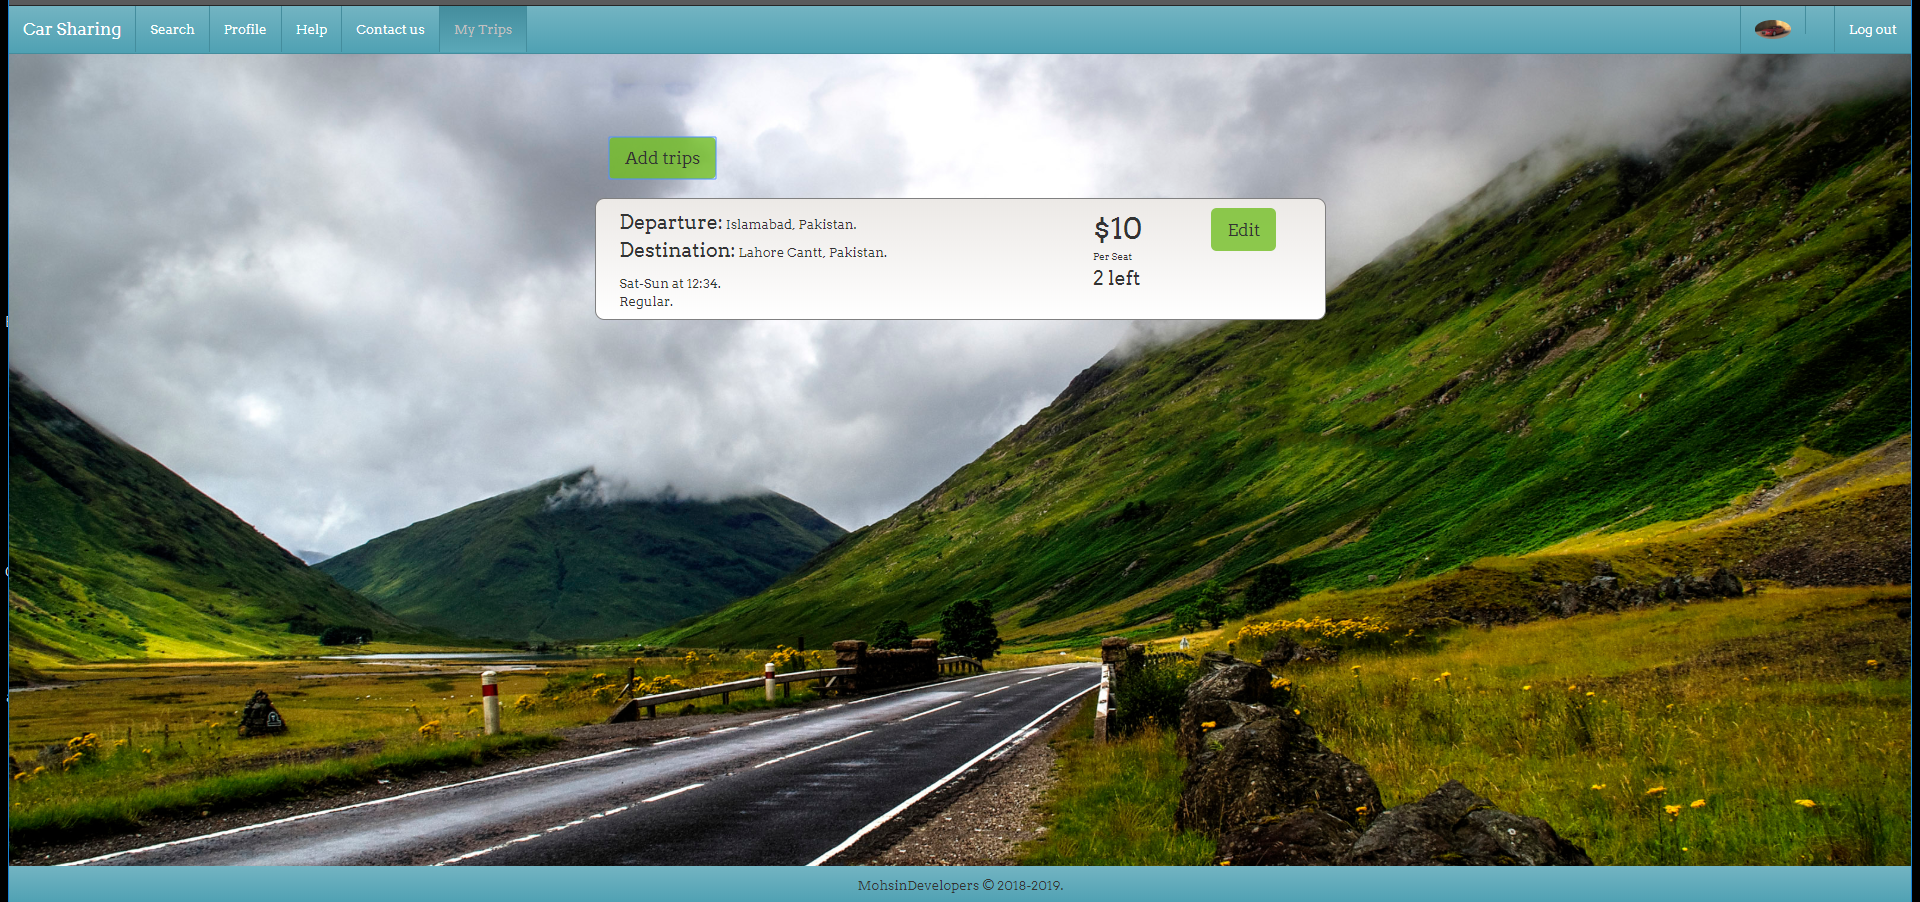 Car Sharing Search Profile Help Contact us My Trips Log out
Add trips
Departure: Islamabad, Pakistan.
Destination: Lahore Cantt, Pakistan.
Sat-Sun at 12:34.
Regular.
$10
Per Seat
2 left
Edit
MohsinDevelopers © 2018-2019.